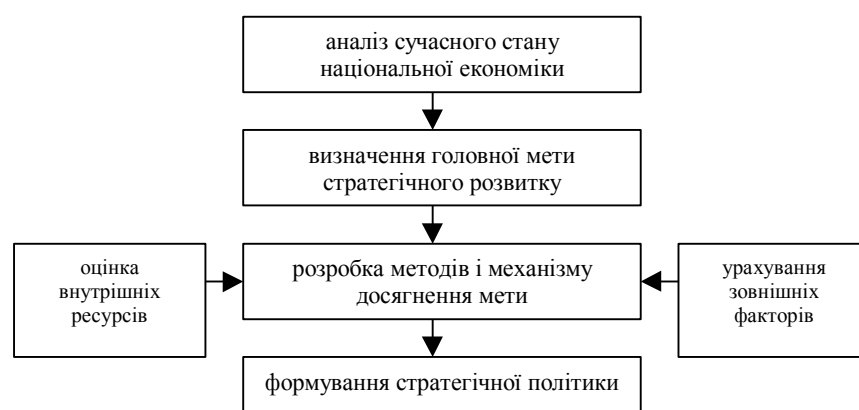 аналіз сучасного стану
національної економіки
визначення головної мети
стратегічного розвитку
оцінка
внутрішніх
ресурсів
розробка методів і механізму
досягнення мети
урахування
зовнішніх
факторів
формування стратегічної політики